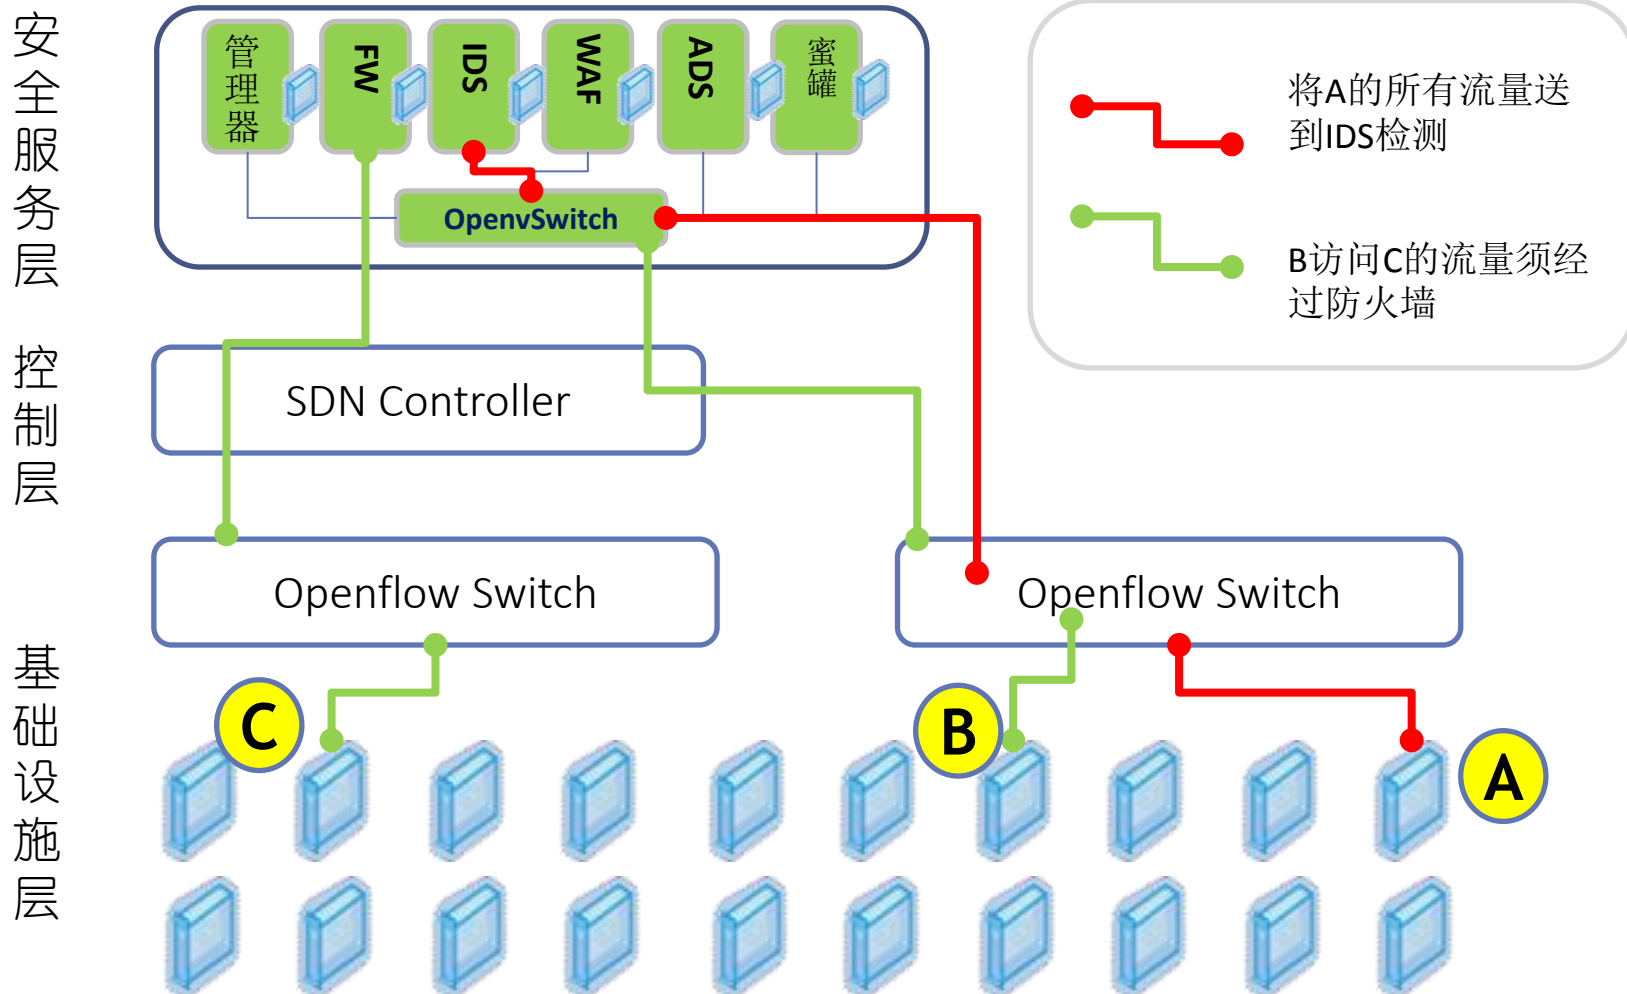 安全服务层
管理器
FW
IDS
WAF
ADS
蜜罐
OpenvSwitch
将A的所有流量送
到IDS检测
B访问C的流量须经
过防火墙
控制层
SDN Controller
Openflow Switch
Openflow Switch
基础设施层
C
B
A